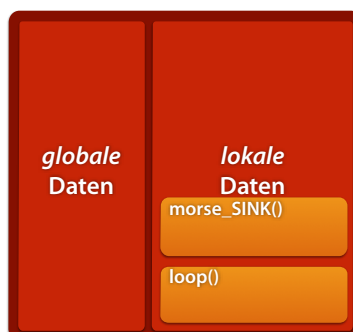 globale
Daten
lokale
Daten
morse_SINK()
loop()